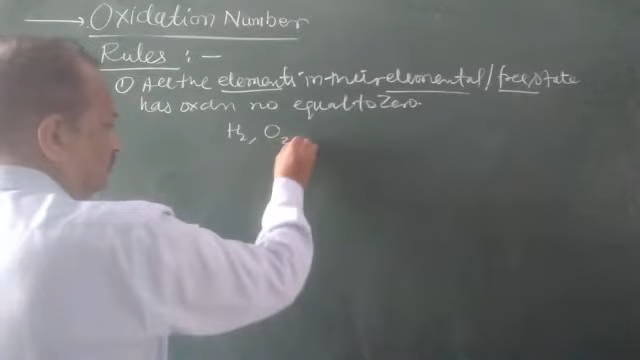 → Oxidation Number
Rules :—
① All the elements in their elemental/free state
has oxdn no equal to Zero.
H₂, O₂